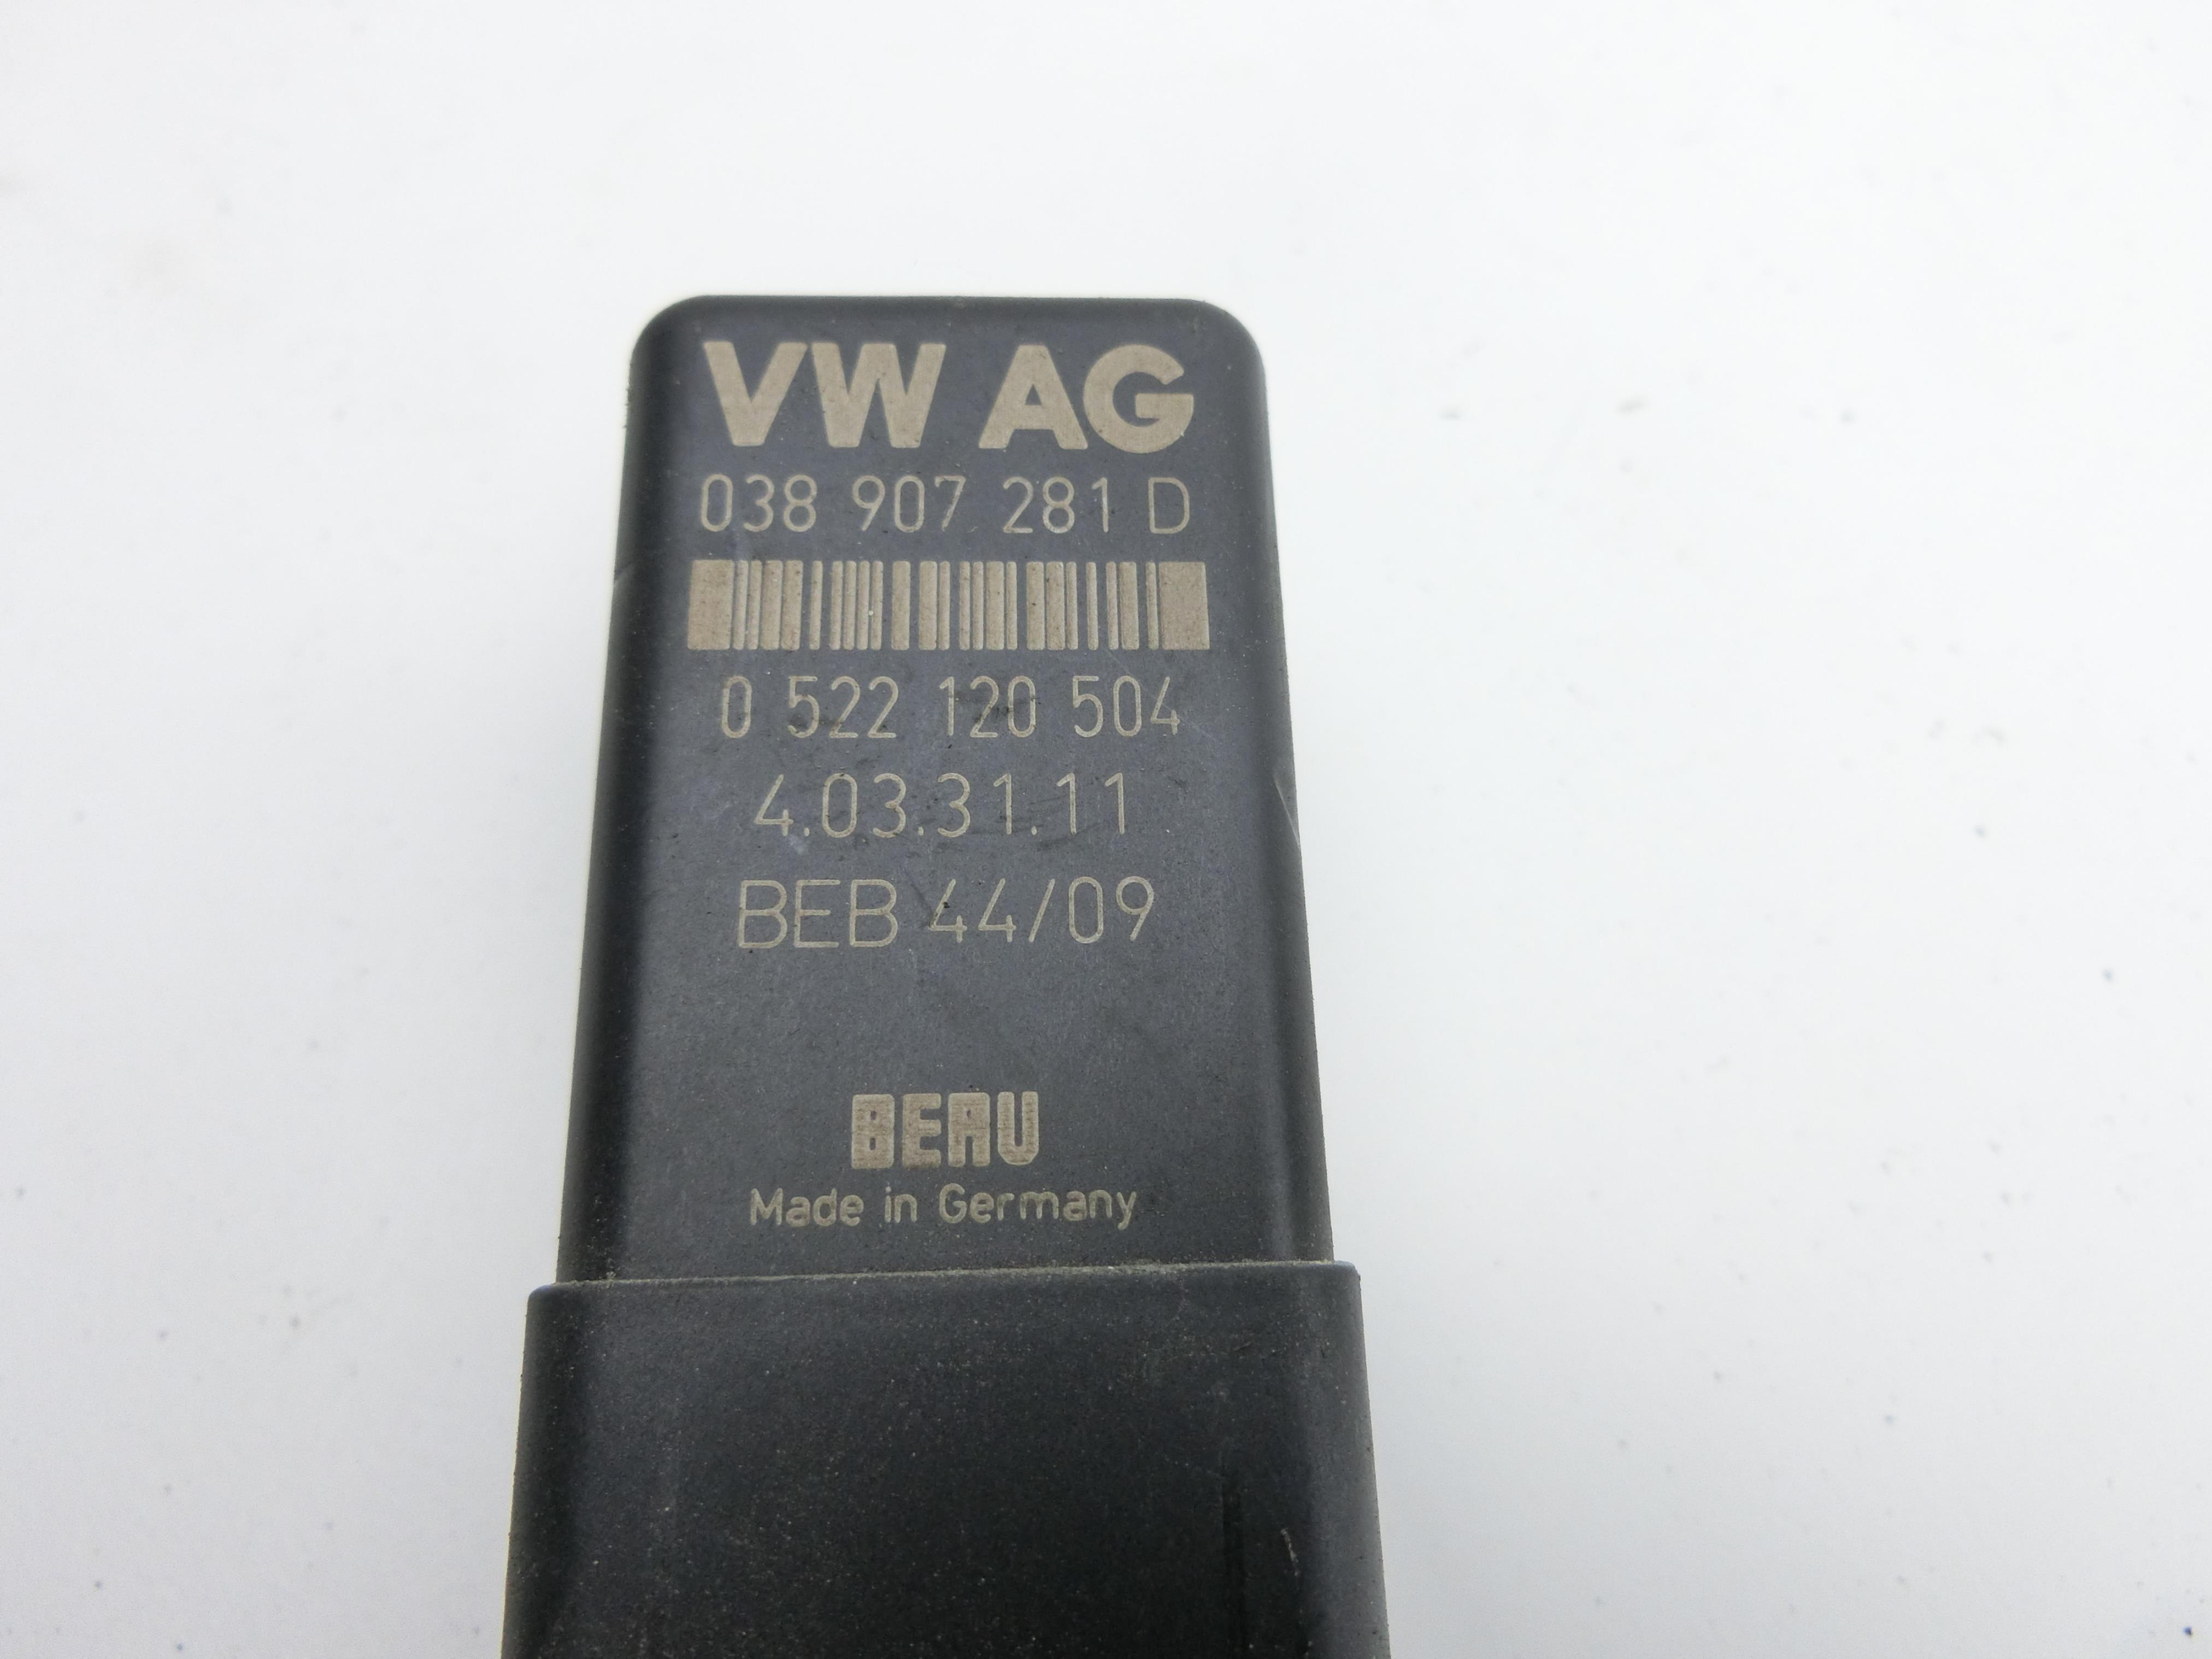 VW AG
038 907 281 D
0 522 120 504
4.03.31.11
BEB 44/09
BERU
Made in Germany